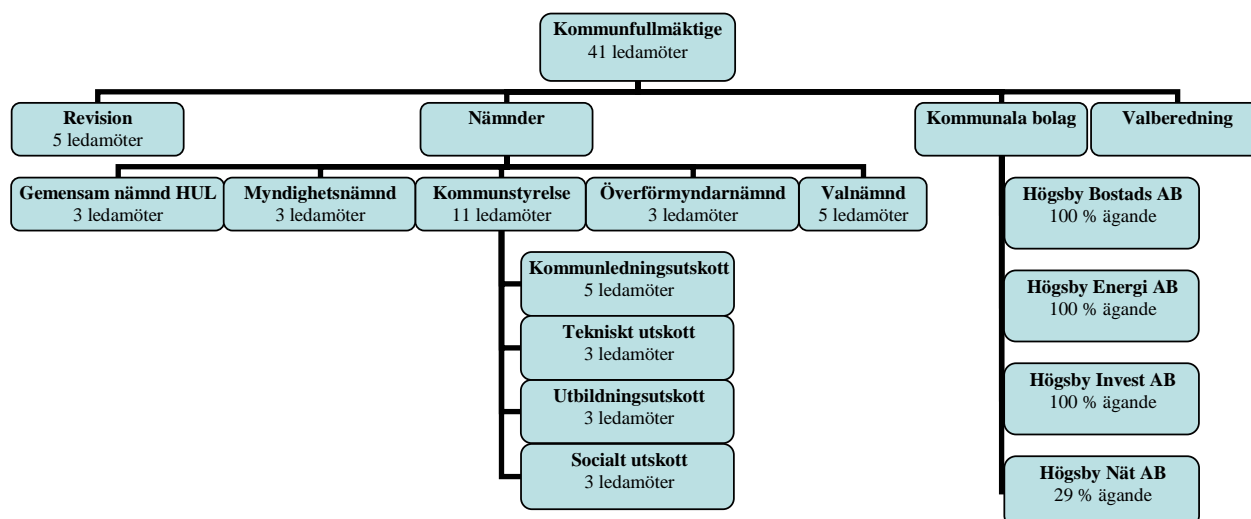 Kommunfullmäktige
41 ledamöter
Revision
5 ledamöter
Nämnder
Kommunala bolag
Valberedning
Gemensam nämnd HUL
3 ledamöter
Myndighetsnämnd
3 ledamöter
Kommunstyrelse
11 ledamöter
Överförmyndarnämnd
3 ledamöter
Valnämnd
5 ledamöter
Kommunledningsutskott
5 ledamöter
Tekniskt utskott
3 ledamöter
Utbildningsutskott
3 ledamöter
Socialt utskott
3 ledamöter
Högsby Bostads AB
100 % ägande
Högsby Energi AB
100 % ägande
Högsby Invest AB
100 % ägande
Högsby Nät AB
29 % ägande